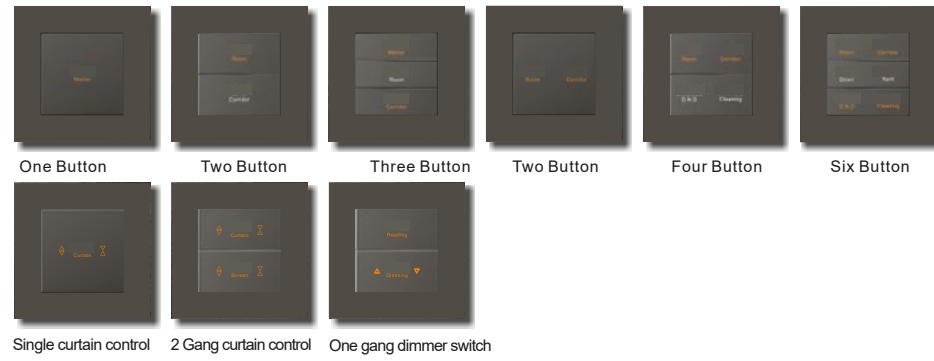 Master
Room
Corridor
Master
Room
Corridor
Room Corridor
Room Corridor
D.N.D Cleaning
Room Corridor
Down
D.N.D Cleaning
One Button Two Button Three Button Two Button Four Button Six Button
Curtain
Curtain
Screen
Reading
Dimming
Single curtain control 2 Gang curtain control One gang dimmer switch